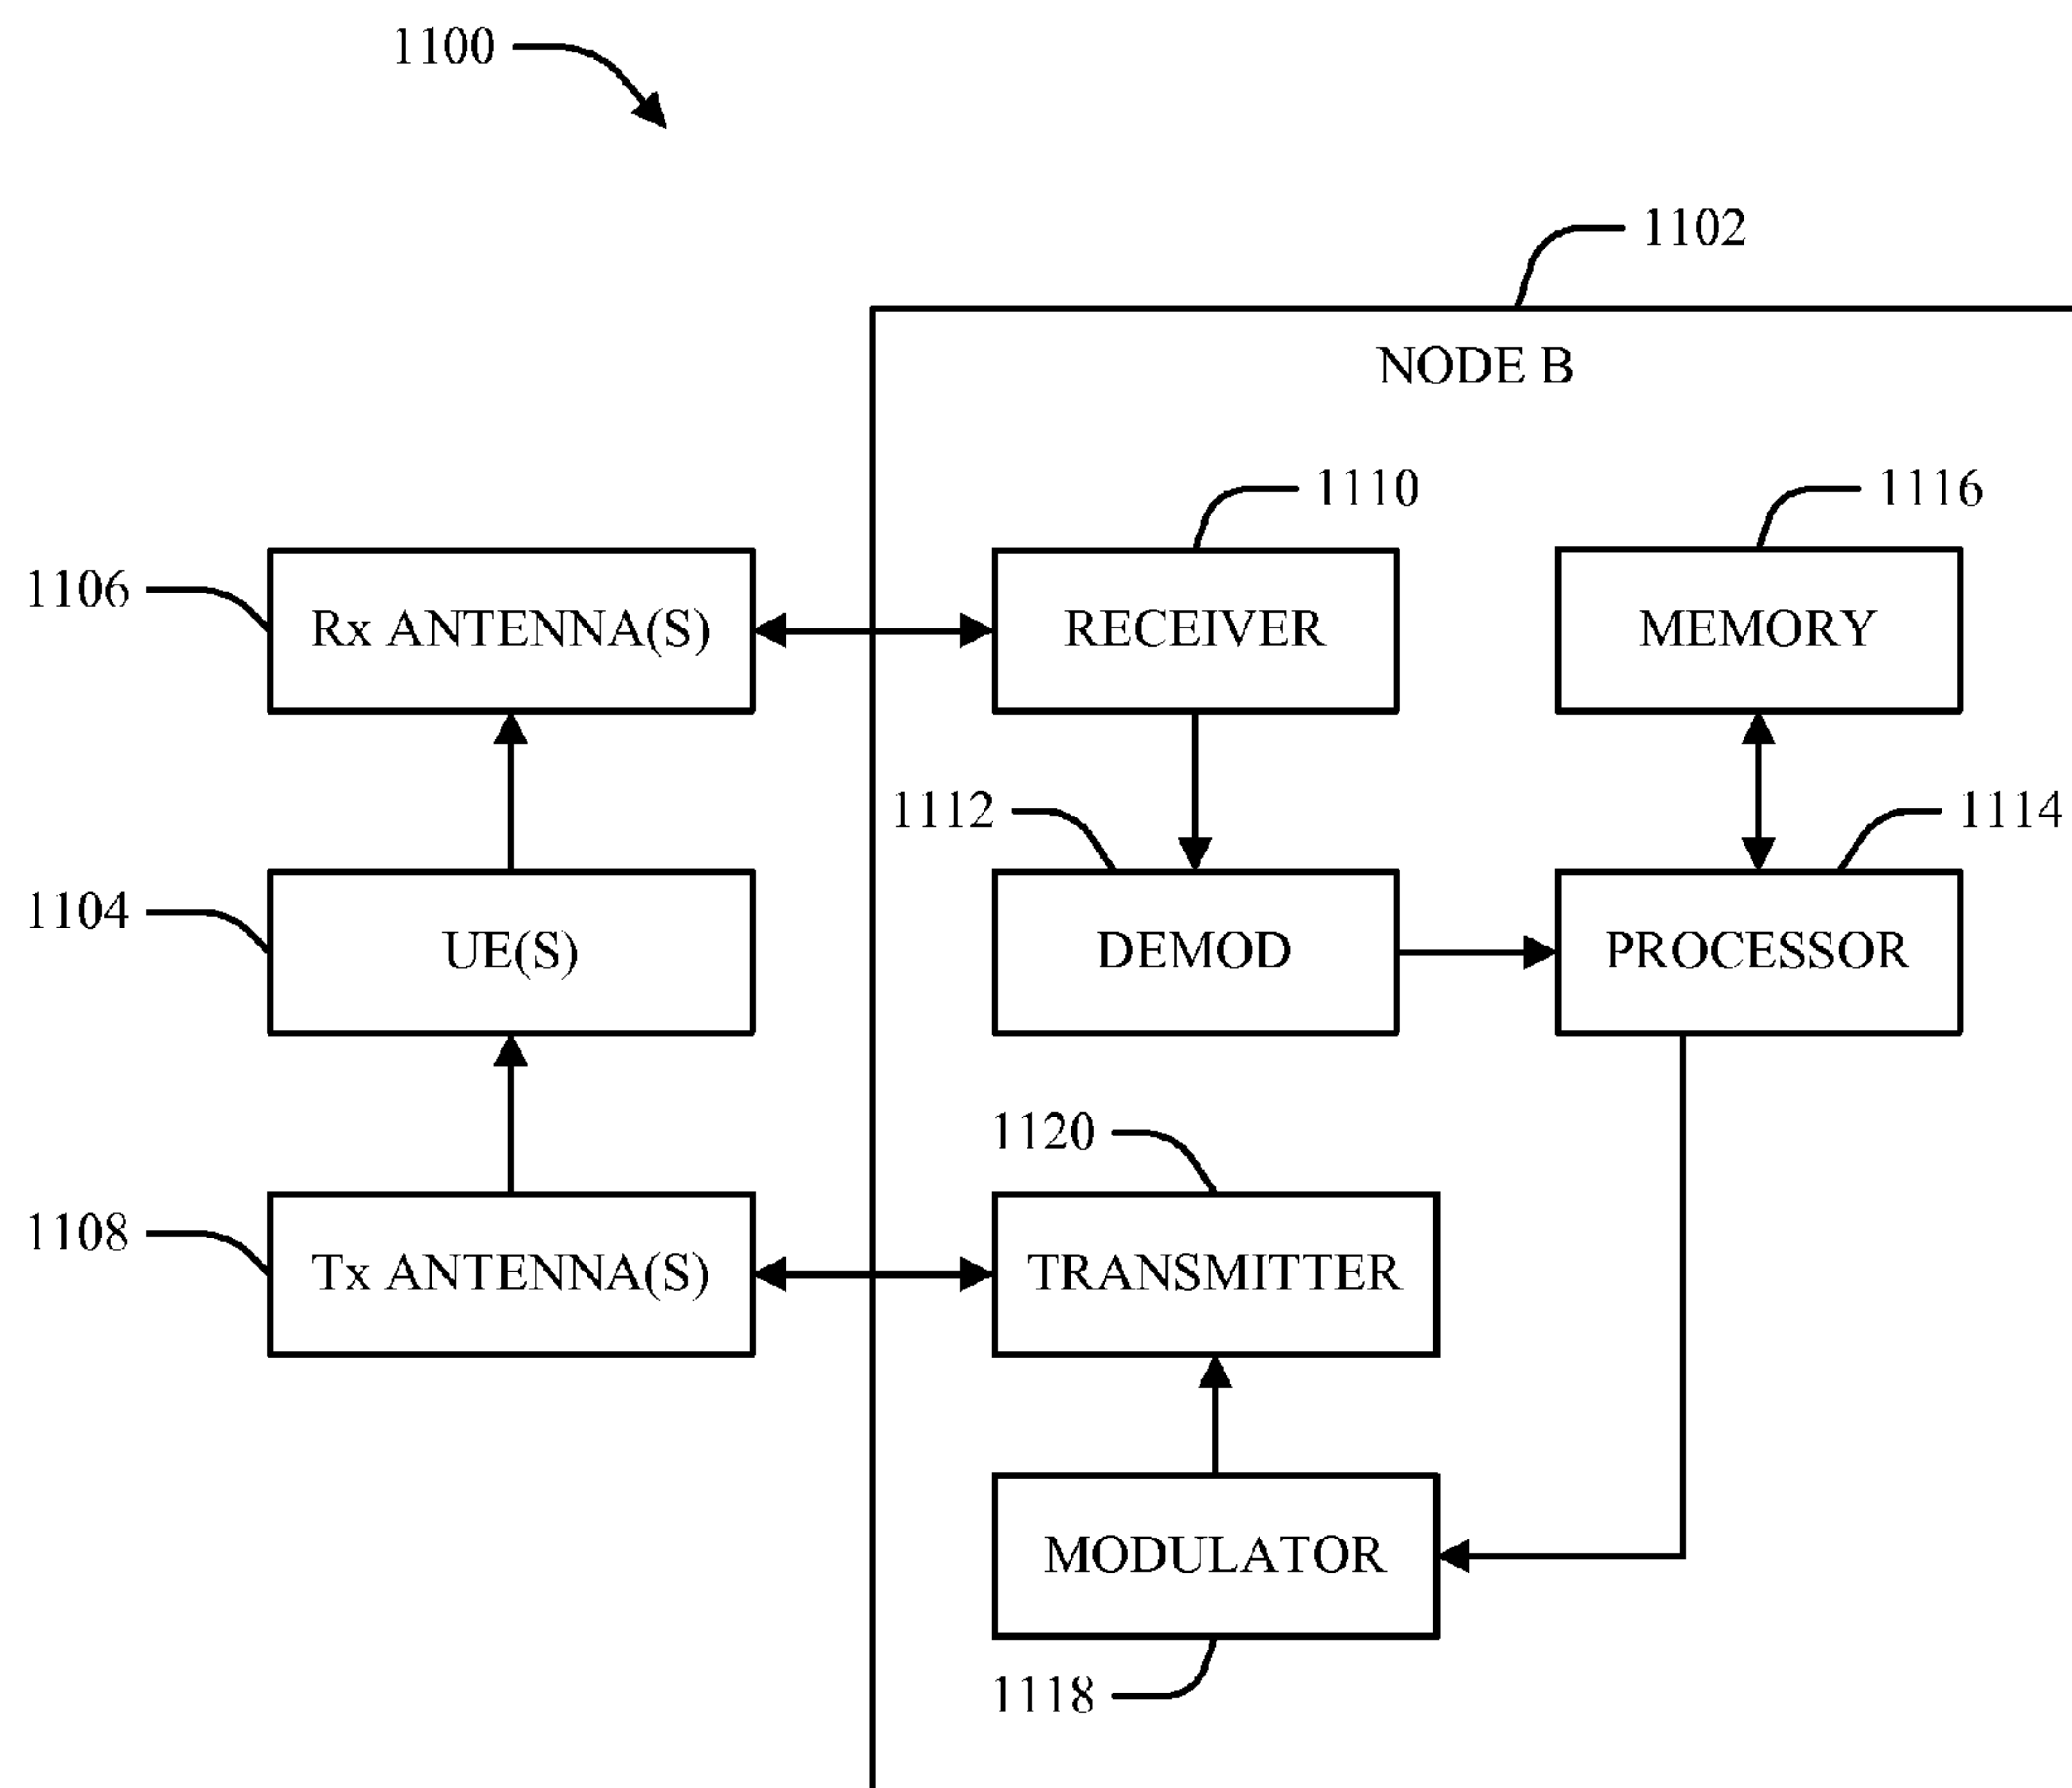 1100
1102
NODE B
1110
1116
1106
Rx ANTENNA(S)
RECEIVER
MEMORY
1112
1114
1104
UE(S)
DEMOD
PROCESSOR
1120
1108
Tx ANTENNA(S)
TRANSMITTER
MODULATOR
1118